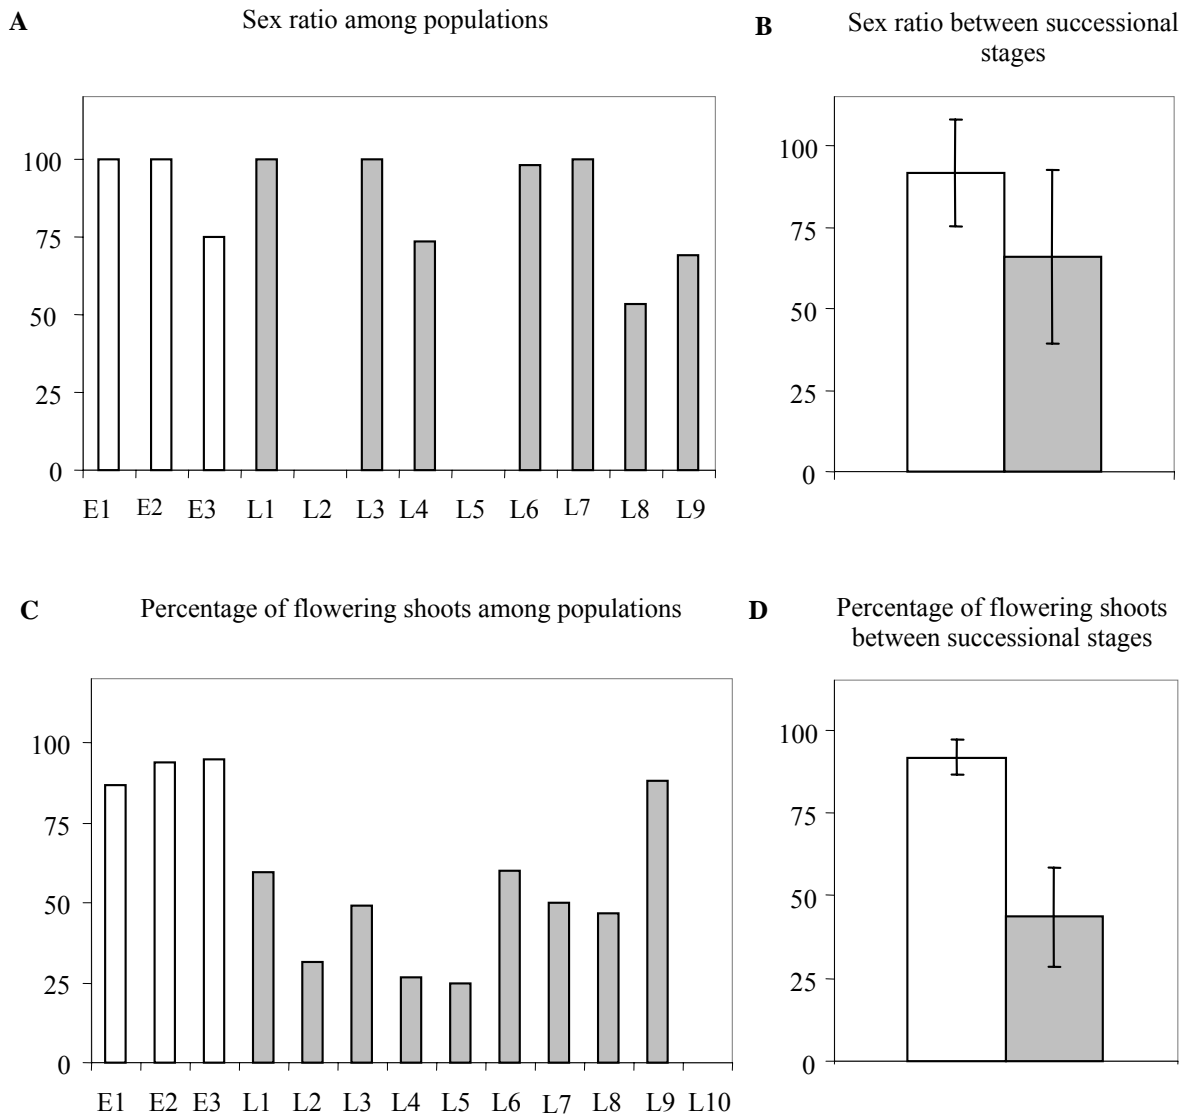 A
Sex ratio among populations
100
75
50
25
0
E1 E2 E3 L1 L2 L3 L4 L5 L6 L7 L8 L9
B
Sex ratio between successional
stages
100
75
50
25
0
C
Percentage of flowering shoots among populations
100
75
50
25
0
E1 E2 E3 L1 L2 L3 L4 L5 L6 L7 L8 L9 L10
D
Percentage of flowering shoots
between successional stages
100
75
50
25
0